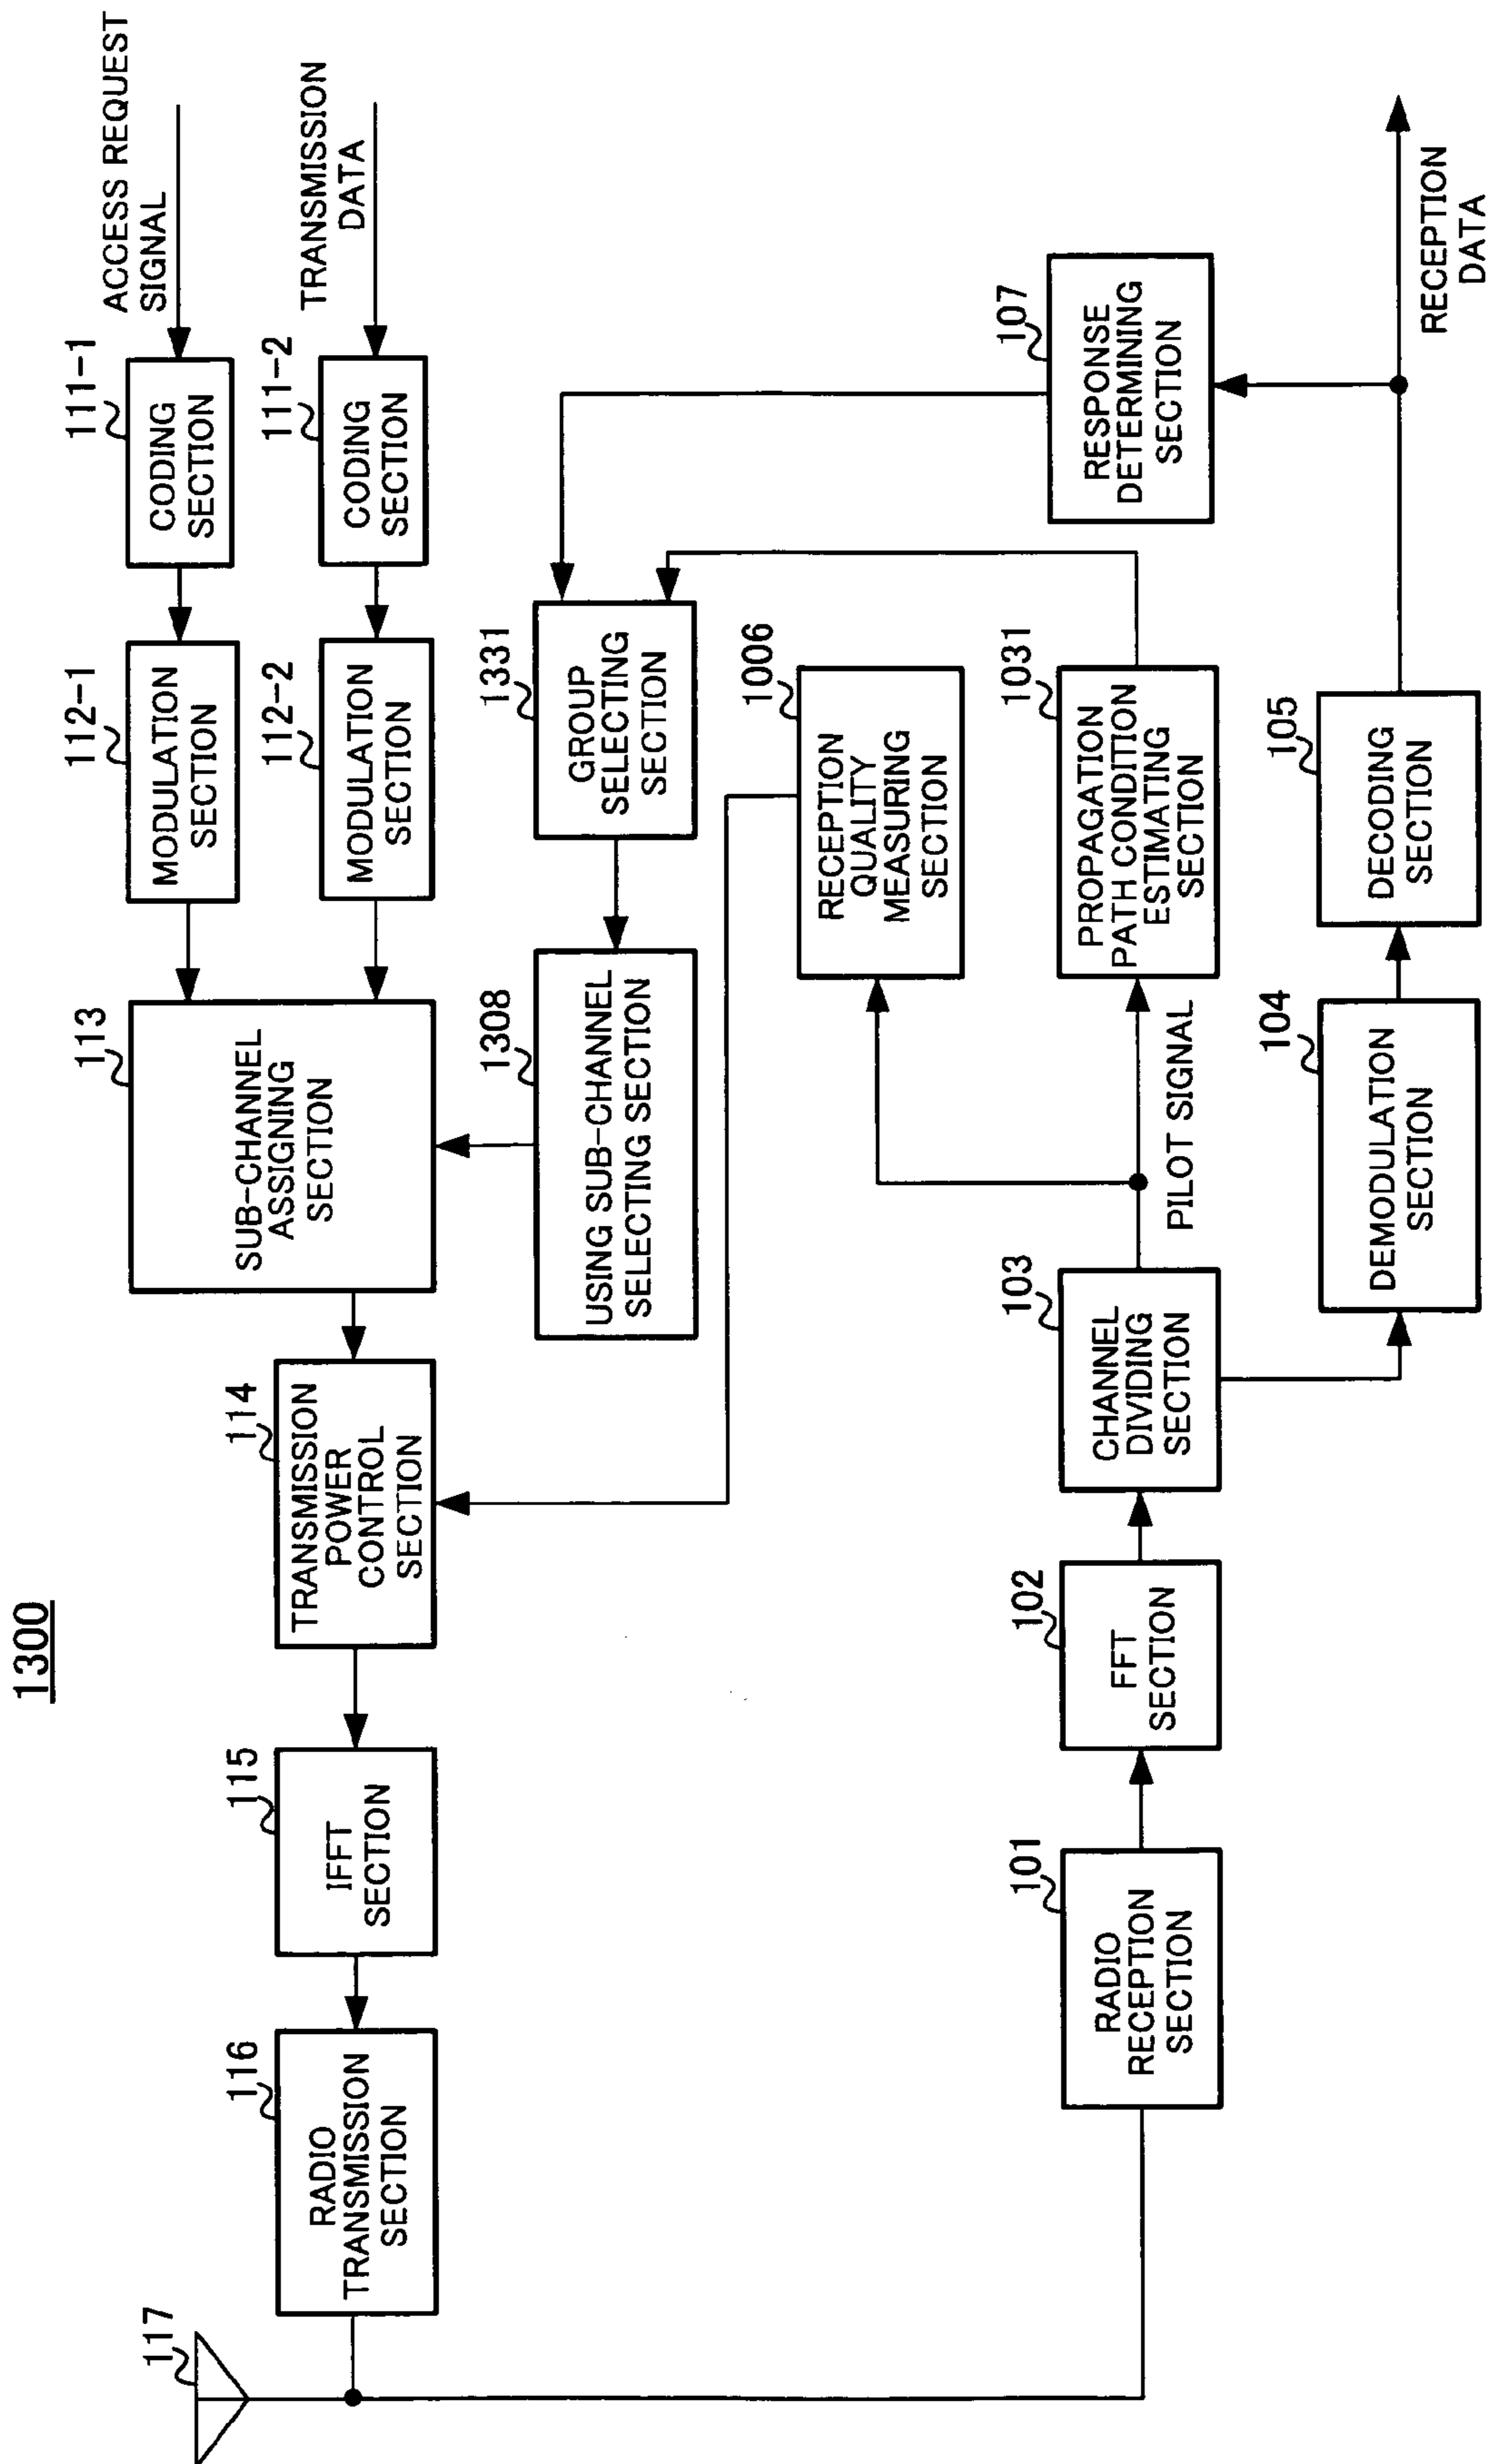 1300
117
116
RADIO
TRANSMISSION
SECTION
115
IFFT
SECTION
114
TRANSMISSION
POWER
CONTROL
SECTION
113
SUB-CHANNEL
ASSIGNING
SECTION
112-1
MODULATION
SECTION
111-1
CODING
SECTION
ACCESS REQUEST
SIGNAL
112-2
MODULATION
SECTION
111-2
CODING
SECTION
TRANSMISSION
DATA
1308
USING SUB-CHANNEL
SELECTING SECTION
1331
GROUP
SELECTING
SECTION
1006
RECEPTION
QUALITY
MEASURING
SECTION
107
RESPONSE
DETERMINING
SECTION
101
RADIO
RECEPTION
SECTION
102
FFT
SECTION
103
CHANNEL
DIVIDING
SECTION
PILOT SIGNAL
1031
PROPAGATION
PATH CONDITION
ESTIMATING
SECTION
104
DEMODULATION
SECTION
105
DECODING
SECTION
RECEPTION
DATA